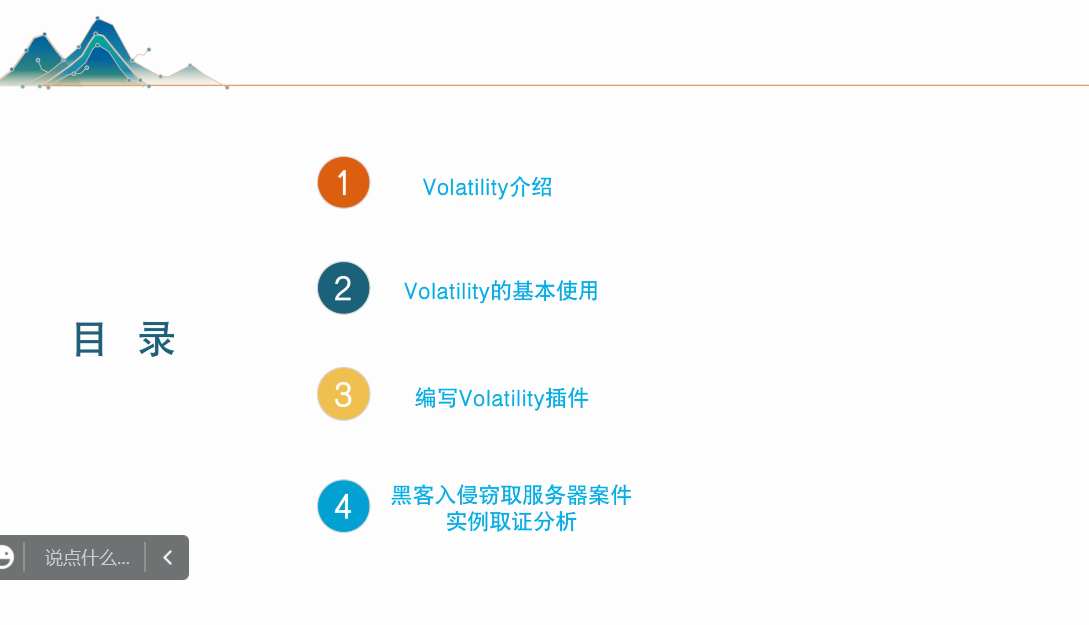 目 录
1
Volatility介绍
2
Volatility的基本使用
3
编写Volatility插件
4
黑客入侵窃取服务器案件
实例取证分析
说点什么...